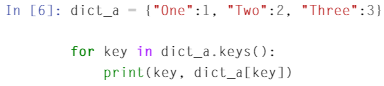 In [6]: dict_a = {"One":1, "Two":2, "Three":3}
for key in dict_a.keys():
print(key, dict_a[key])